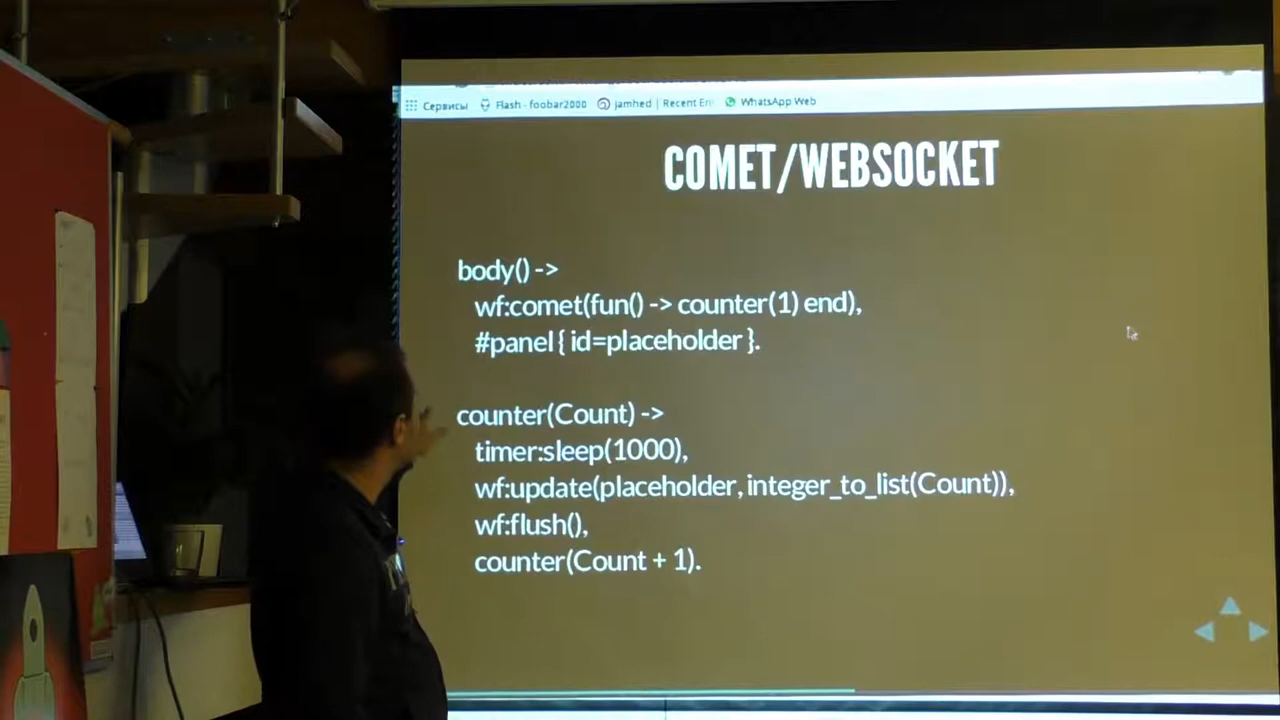 Сервисы Flash - foobar2000 jamhed | Recent En WhatsApp Web
COMET/WEBSOCKET
body() ->
wf:comet(fun() -> counter(1) end),
#panel { id=placeholder }.
counter(Count) ->
timer:sleep(1000),
wf:update(placeholder, integer_to_list(Count)),
wf:flush(),
counter(Count + 1).